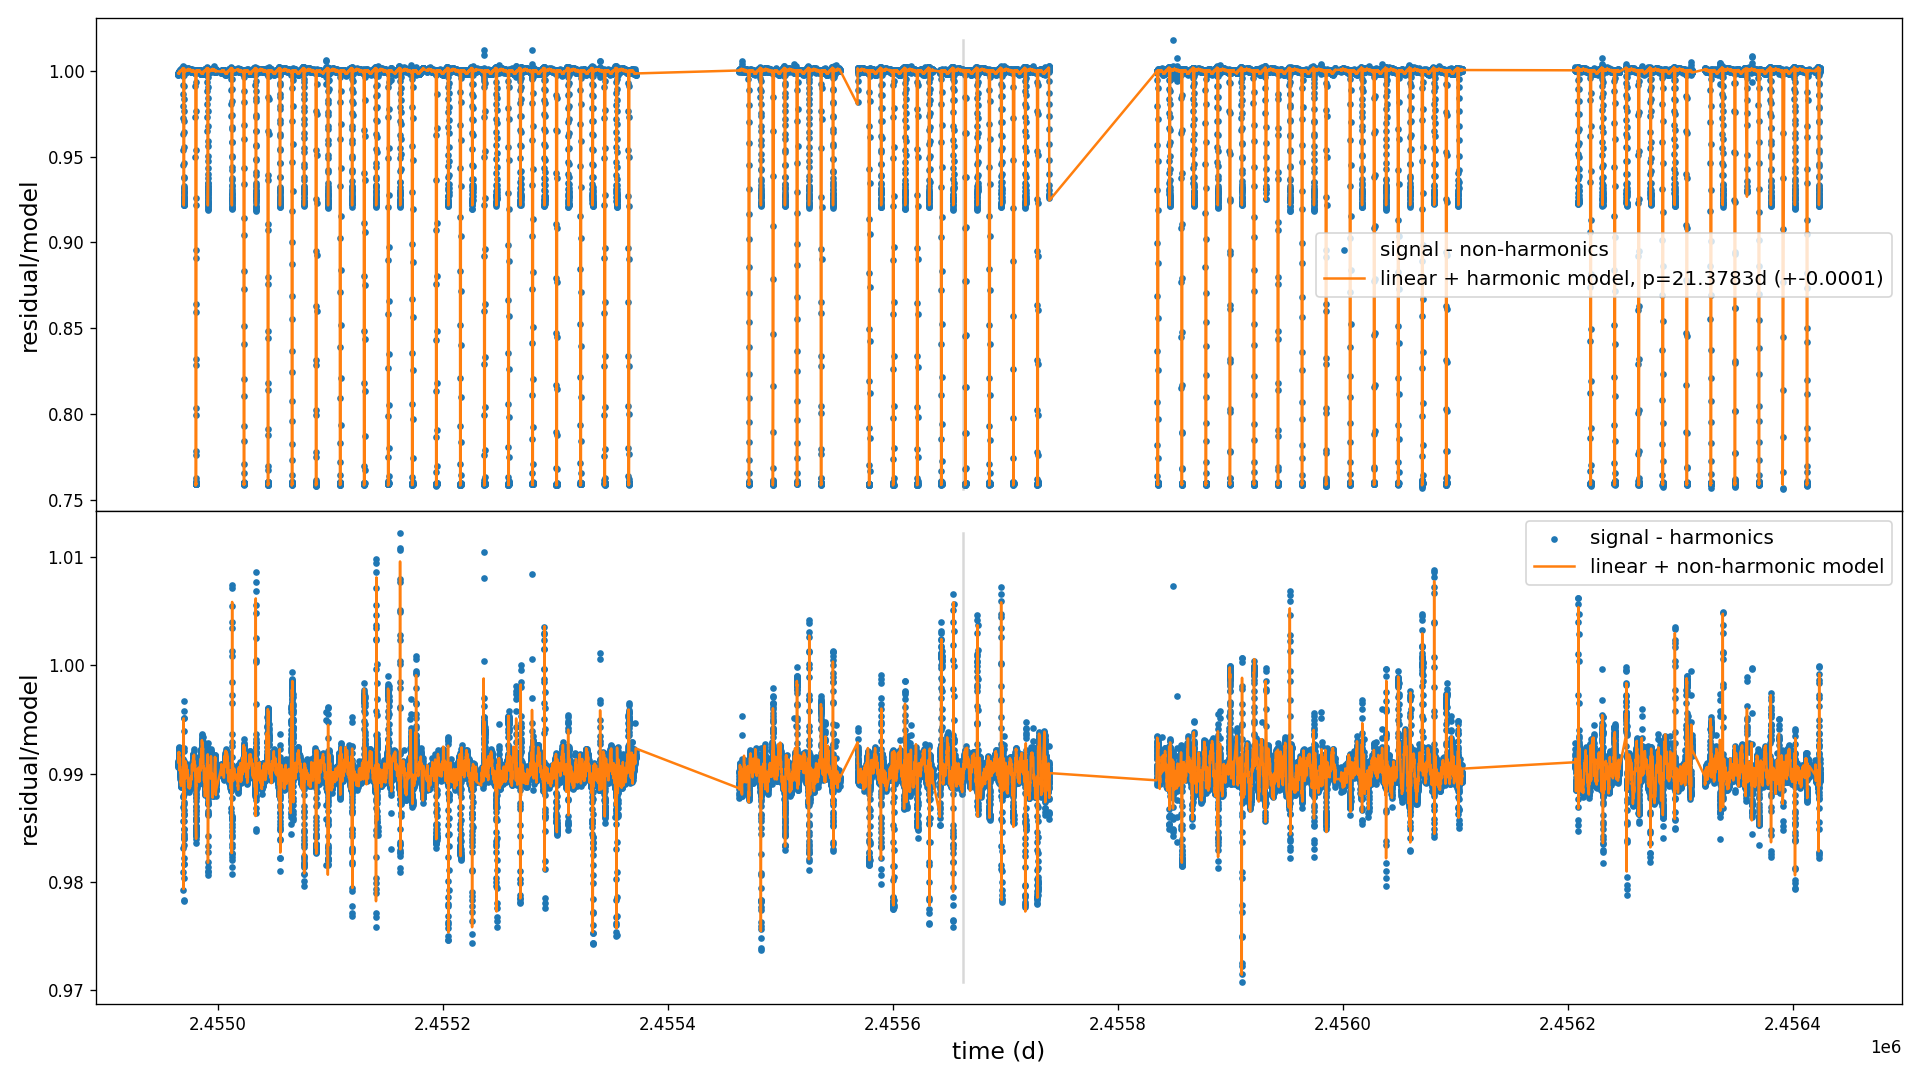 1.00
0.95
0.90
0.85
0.80
0.75
residual/model
signal - non-harmonics
linear + harmonic model, p=21.3783d (+-0.0001)
1.01
1.00
0.99
0.98
0.97
residual/model
signal - harmonics
linear + non-harmonic model
2.4550
2.4552
2.4554
2.4556
2.4558
2.4560
2.4562
2.4564
time (d)
1e6